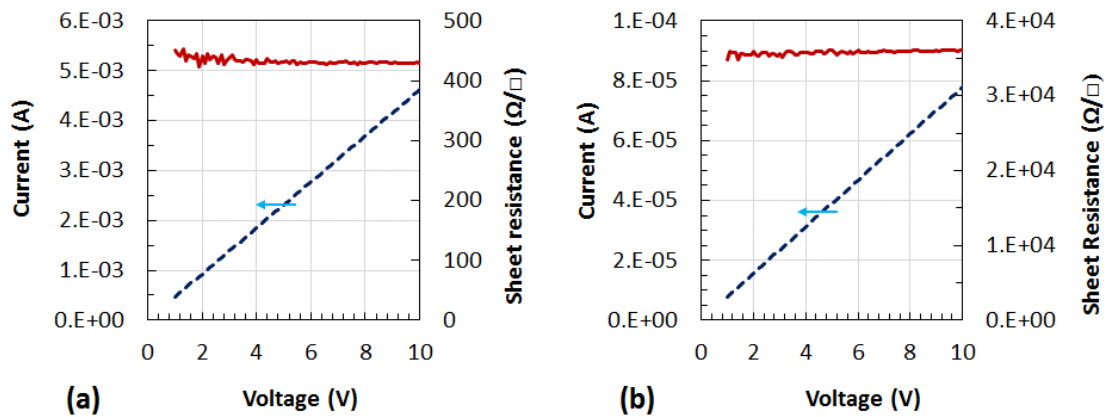 6.E-03
5.E-03
4.E-03
3.E-03
2.E-03
1.E-03
0.E+00
Current (A)
500
400
300
200
100
0
Sheet resistance (Ω/□)
0 2 4 6 8 10
(a) Voltage (V)
1.E-04
8.E-05
6.E-05
4.E-05
2.E-05
0.E+00
Current (A)
4.E+04
3.E+04
2.E+04
1.E+04
0.E+00
Sheet Resistance (Ω/□)
0 2 4 6 8 10
(b) Voltage (V)